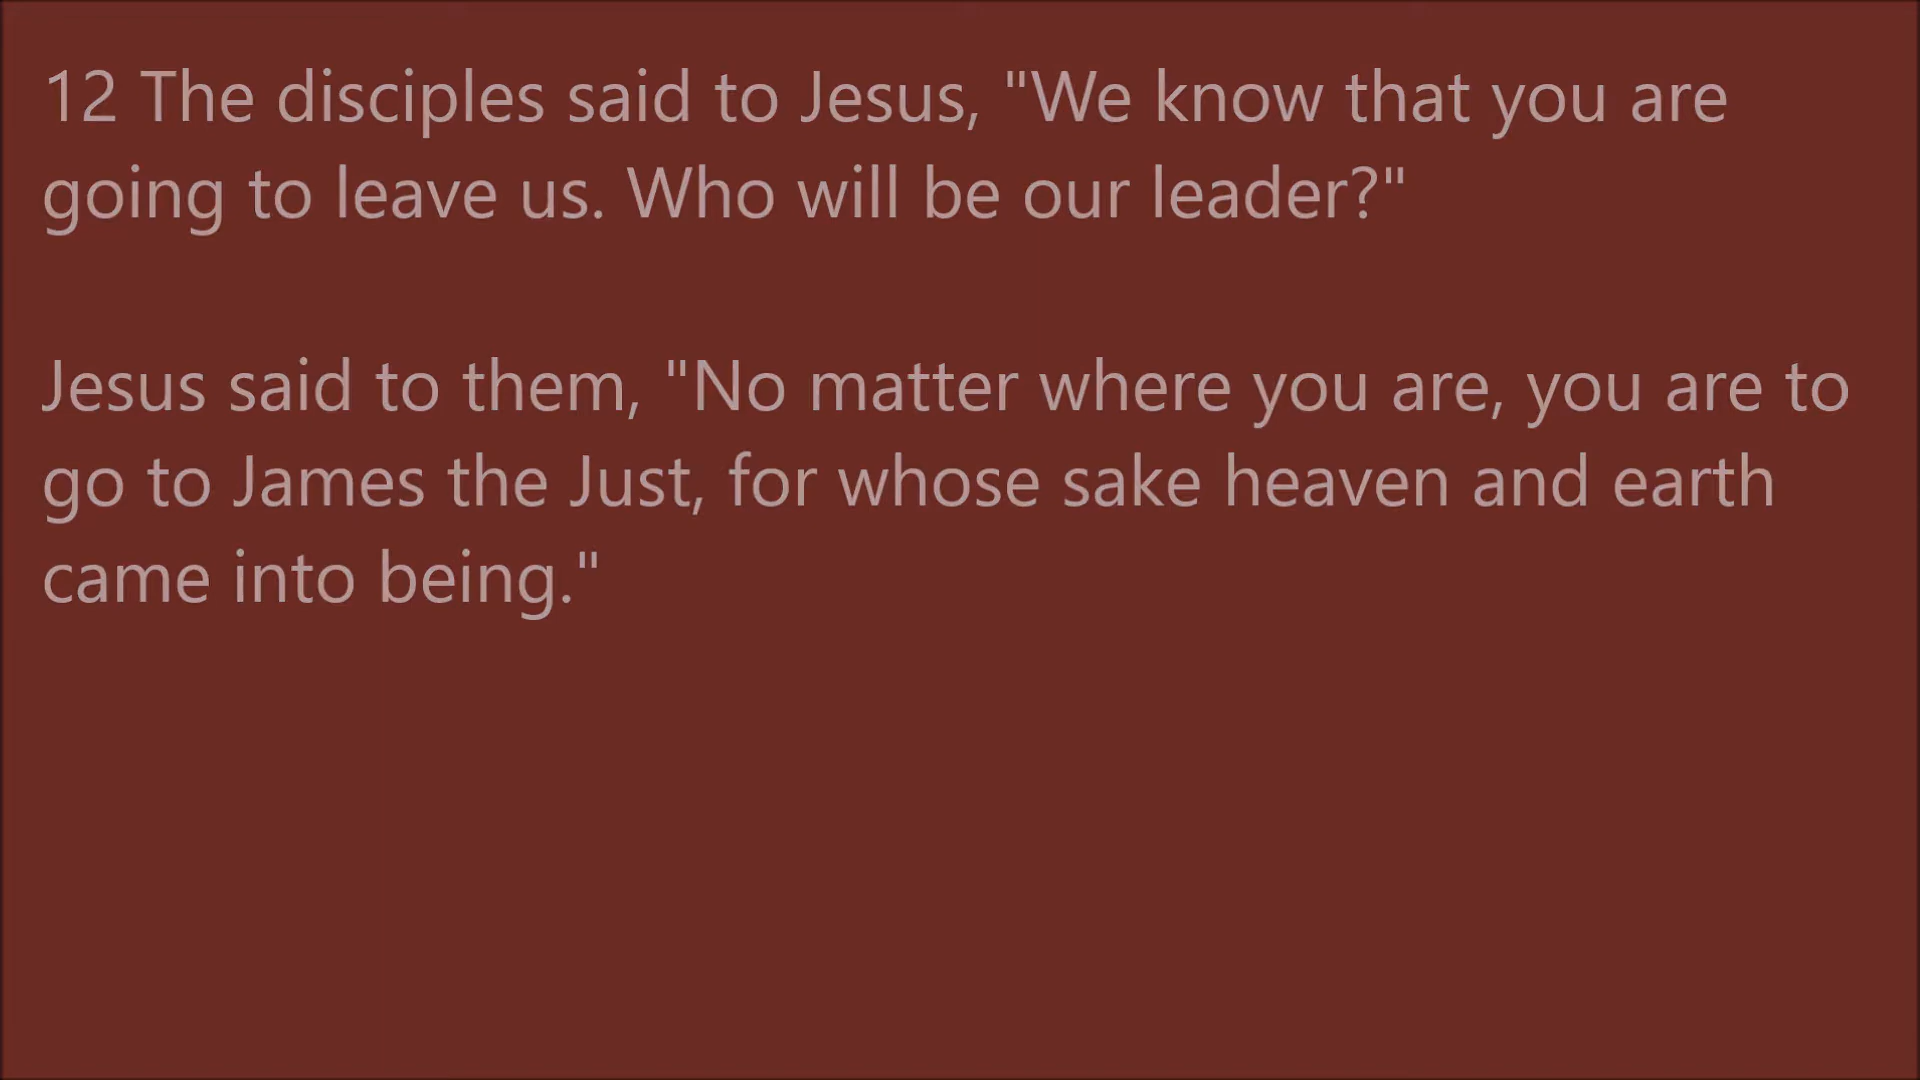 12 The disciples said to Jesus, "We know that you are
going to leave us. Who will be our leader?"
Jesus said to them, "No matter where you are, you are to
go to James the Just, for whose sake heaven and earth
came into being."